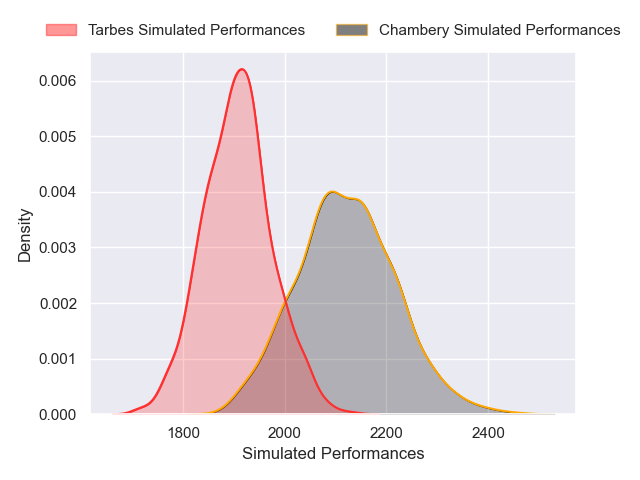 Tarbes Simulated Performances
Chambery Simulated Performances
0.006
0.005
0.004
0.003
0.002
0.001
0.000
Density
1800
2000
2200
2400
Simulated Performances